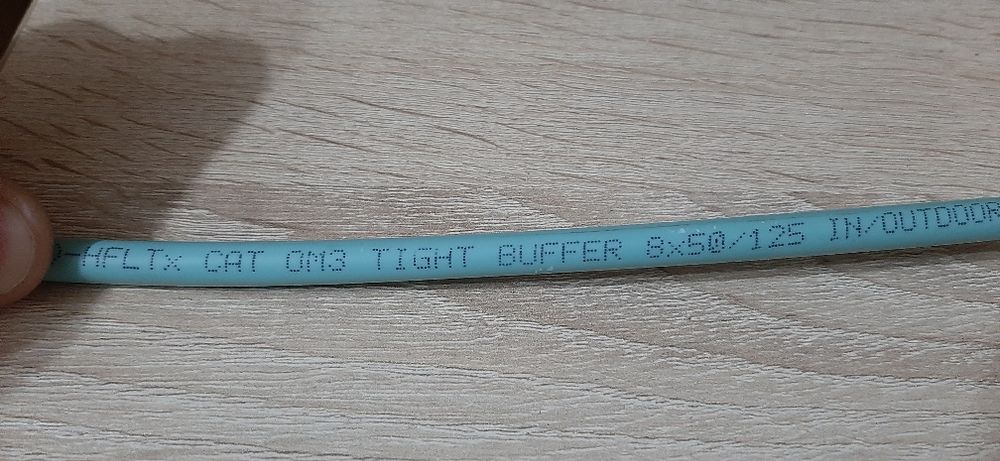 -HFLTx CAT OM3 TIGHT BUFFER 8x50/125 IN/OUTDOOR